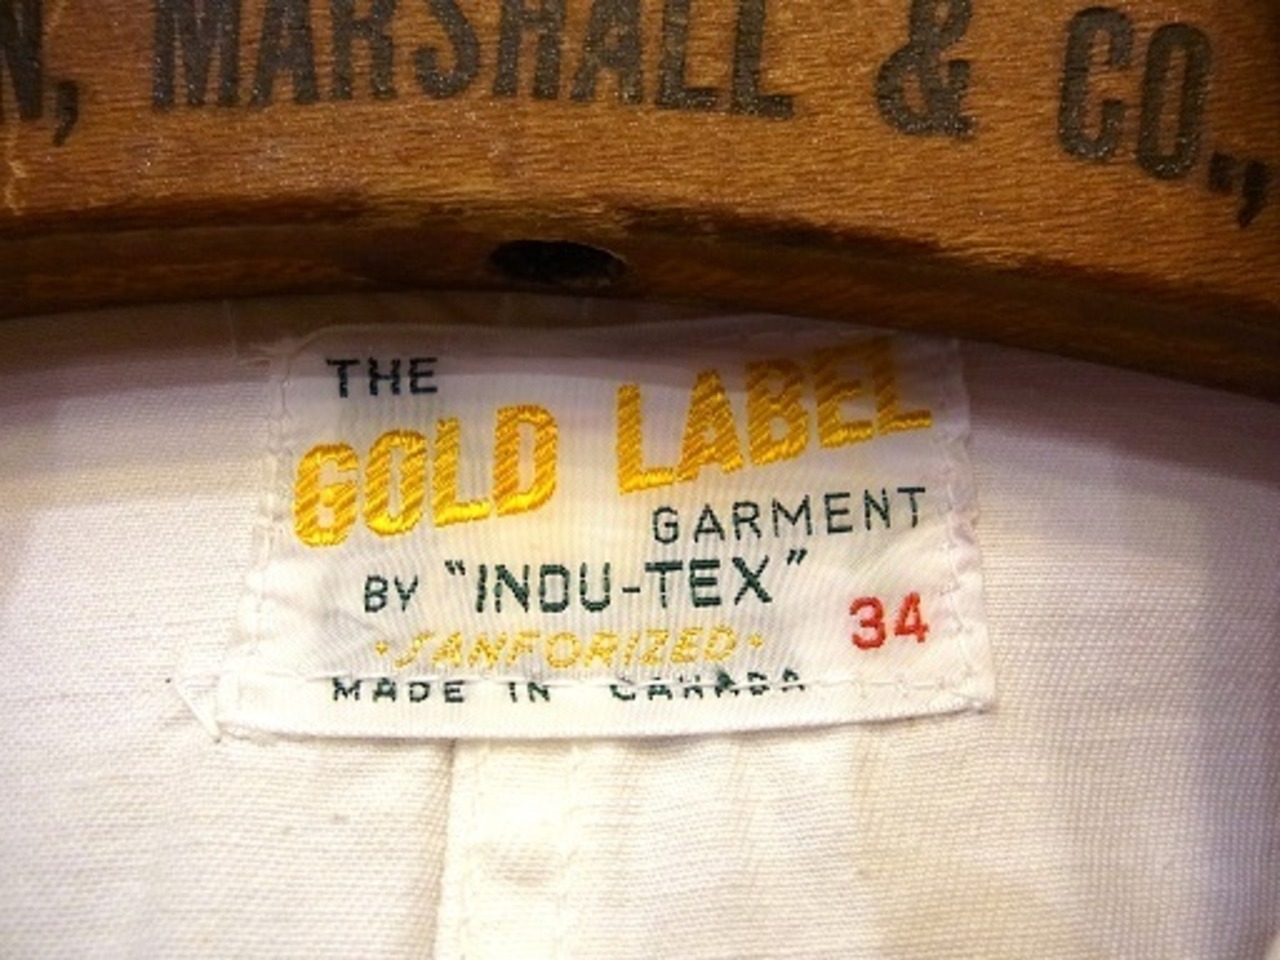 N, MARSHALL & CO.,
THE
GOLD LABEL
GARMENT
BY "INDU-TEX"
34
·SANFORIZED·
MADE IN CANADA